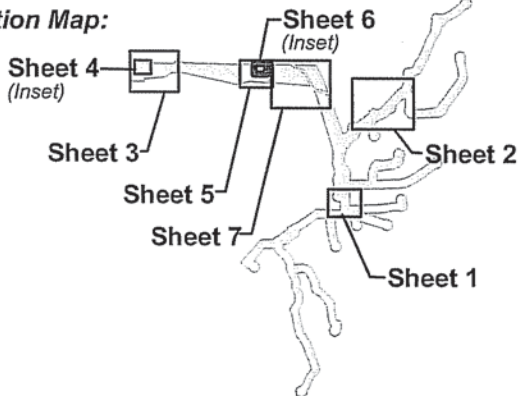 tion Map:
Sheet 6
(Inset)
Sheet 4
(Inset)
Sheet 3
Sheet 2
Sheet 5
Sheet 7
Sheet 1